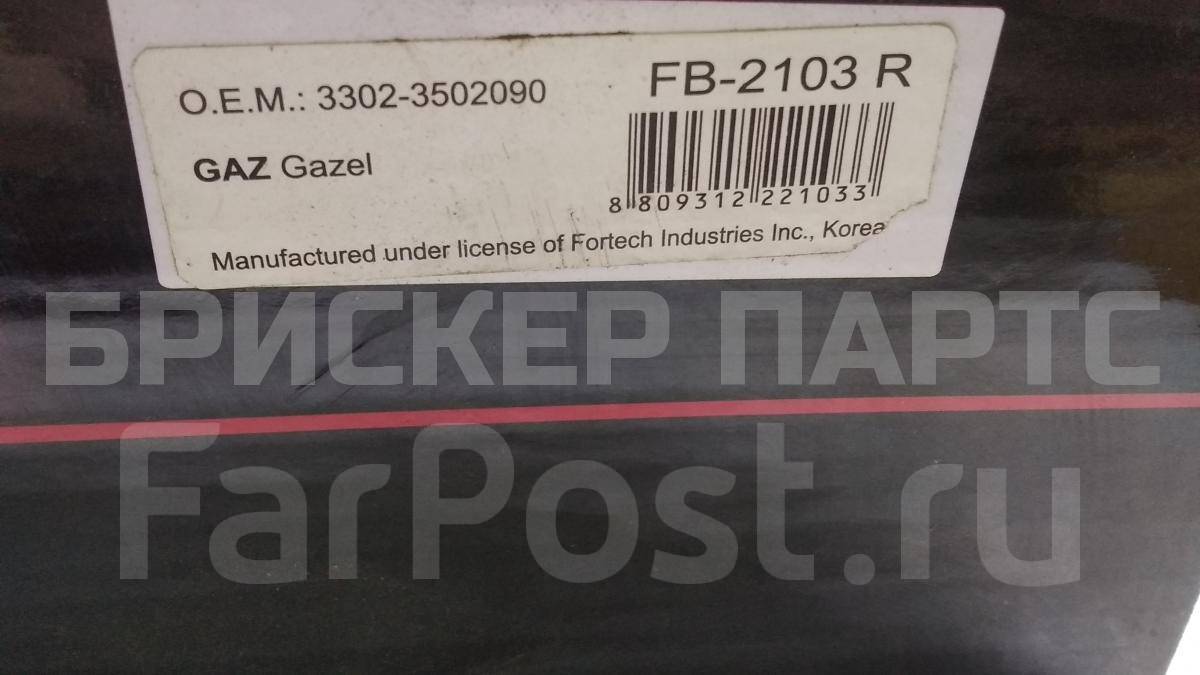 O.E.M.: 3302-3502090
FB-2103 R
GAZ Gazel
8 809312 221033
Manufactured under license of Fortech Industries Inc., Korea
БРИСКЕР ПАРТС
FarPost.ru